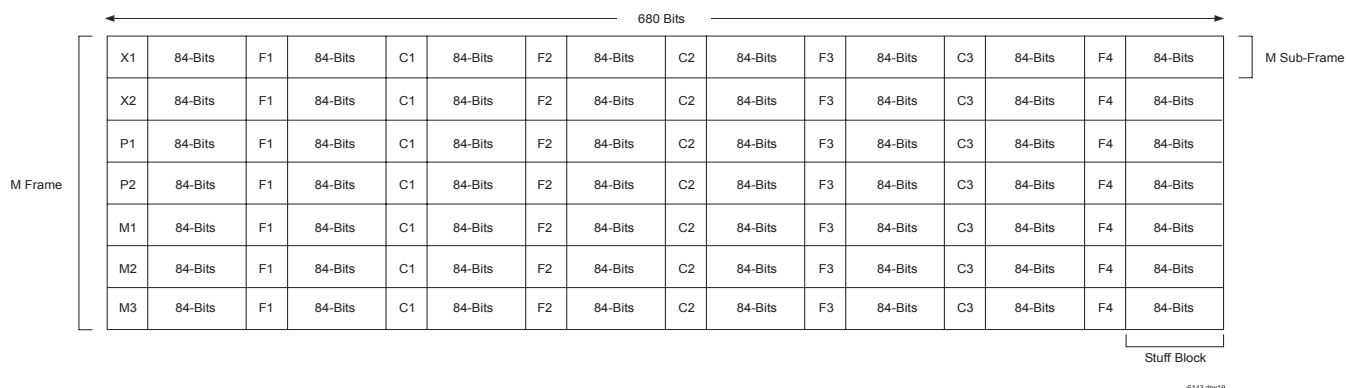 680 Bits
X1 84-Bits F1 84-Bits C1 84-Bits F2 84-Bits C2 84-Bits F3 84-Bits C3 84-Bits F4 84-Bits M Sub-Frame
X2 84-Bits F1 84-Bits C1 84-Bits F2 84-Bits C2 84-Bits F3 84-Bits C3 84-Bits F4 84-Bits
P1 84-Bits F1 84-Bits C1 84-Bits F2 84-Bits C2 84-Bits F3 84-Bits C3 84-Bits F4 84-Bits
M Frame P2 84-Bits F1 84-Bits C1 84-Bits F2 84-Bits C2 84-Bits F3 84-Bits C3 84-Bits F4 84-Bits
M1 84-Bits F1 84-Bits C1 84-Bits F2 84-Bits C2 84-Bits F3 84-Bits C3 84-Bits F4 84-Bits
M2 84-Bits F1 84-Bits C1 84-Bits F2 84-Bits C2 84-Bits F3 84-Bits C3 84-Bits F4 84-Bits
M3 84-Bits F1 84-Bits C1 84-Bits F2 84-Bits C2 84-Bits F3 84-Bits C3 84-Bits F4 84-Bits
Stuff Block